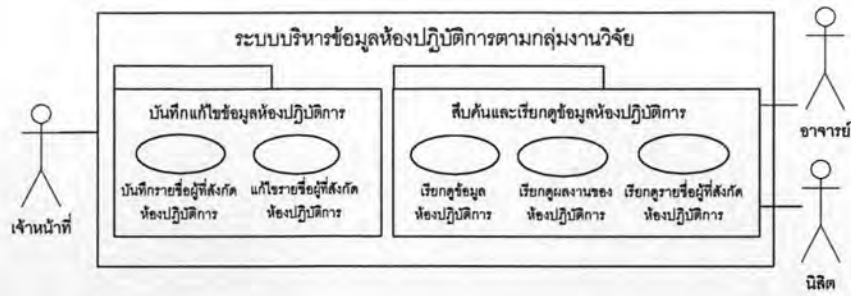 ระบบบริหารข้อมูลห้องปฏิบัติการตามกลุ่มงานวิจัย
บันทึกแก้ไขข้อมูลห้องปฏิบัติการ
บันทึกรายชื่อผู้ที่สังกัด
ห้องปฏิบัติการ
แก้ไขรายชื่อผู้ที่สังกัด
ห้องปฏิบัติการ
สืบค้นและเรียกดูข้อมูลห้องปฏิบัติการ
เรียกดูข้อมูล
ห้องปฏิบัติการ
เรียกดูผลงานของ
ห้องปฏิบัติการ
เรียกดูรายชื่อผู้ที่สังกัด
ห้องปฏิบัติการ
เจ้าหน้าที่
อาจารย์
นิสิต